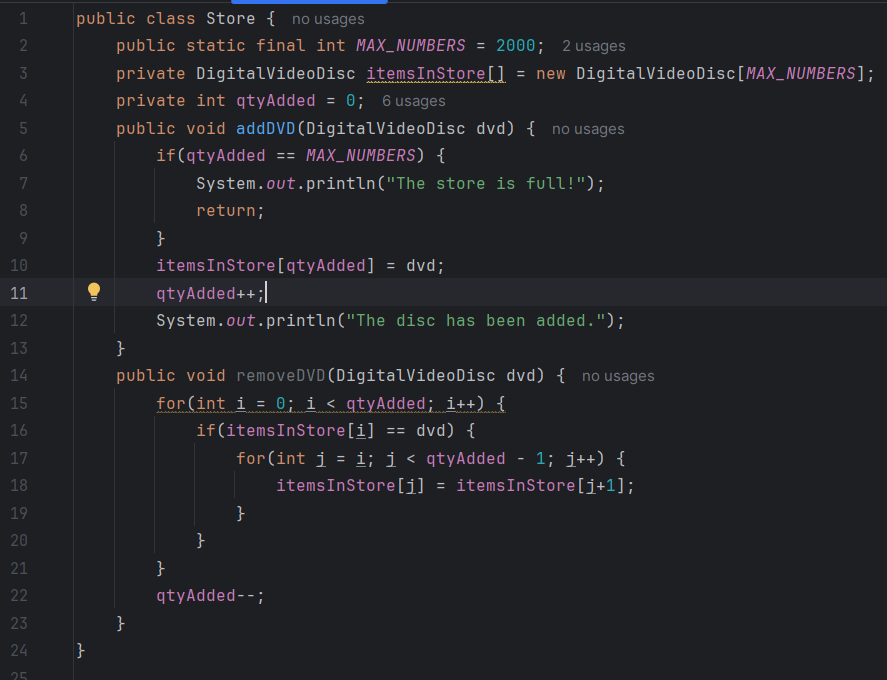 1 public class Store { no usages
2 public static final int MAX_NUMBERS = 2000; 2 usages
3 private DigitalVideoDisc itemsInStore[] = new DigitalVideoDisc[MAX_NUMBERS];
4 private int qtyAdded = 0; 6 usages
5 public void addDVD(DigitalVideoDisc dvd) { no usages
6 if(qtyAdded == MAX_NUMBERS) {
7 System.out.println("The store is full!");
8 return;
9 }
10 itemsInStore[qtyAdded] = dvd;
11 qtyAdded++;
12 System.out.println("The disc has been added.");
13 }
14 public void removeDVD(DigitalVideoDisc dvd) { no usages
15 for(int i = 0; i < qtyAdded; i++) {
16 if(itemsInStore[i] == dvd) {
17 for(int j = i; j < qtyAdded - 1; j++) {
18 itemsInStore[j] = itemsInStore[j+1];
19 }
20 }
21 }
22 qtyAdded--;
23 }
24 }
25